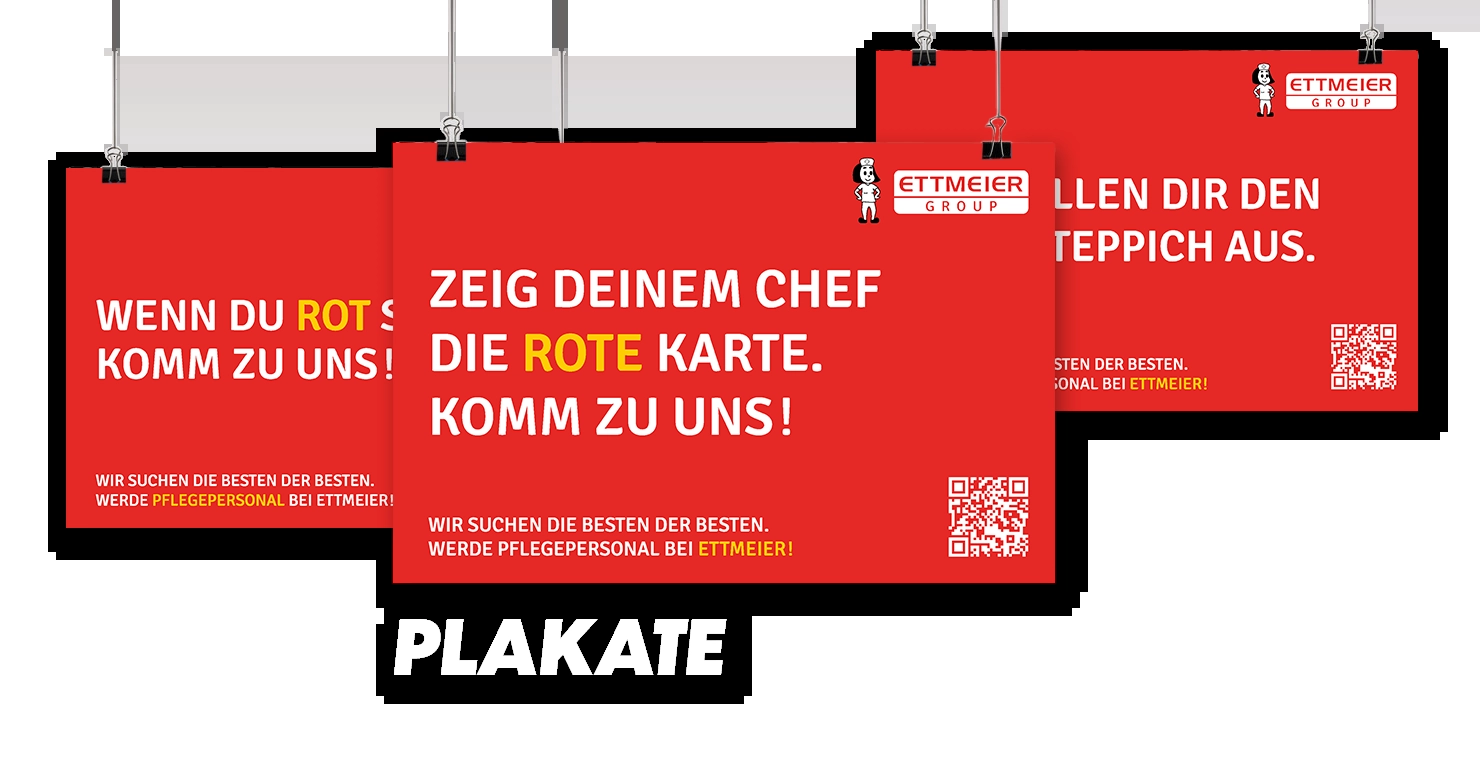 WENN DU ROT
KOMM ZU UNS!
WIR SUCHEN DIE BESTEN DER BESTEN.
WERDE PFLEGEPERSONAL BEI ETTMEIER!
ETTMEIER
GROUP
ZEIG DEINEM CHEF
DIE ROTE KARTE.
KOMM ZU UNS!
WIR SUCHEN DIE BESTEN DER BESTEN.
WERDE PFLEGEPERSONAL BEI ETTMEIER!
ETTMEIER
GROUP
LLEN DIR DEN
TEPPICH AUS.
STEN DER BESTEN.
SONAL BEI ETTMEIER!
PLAKATE